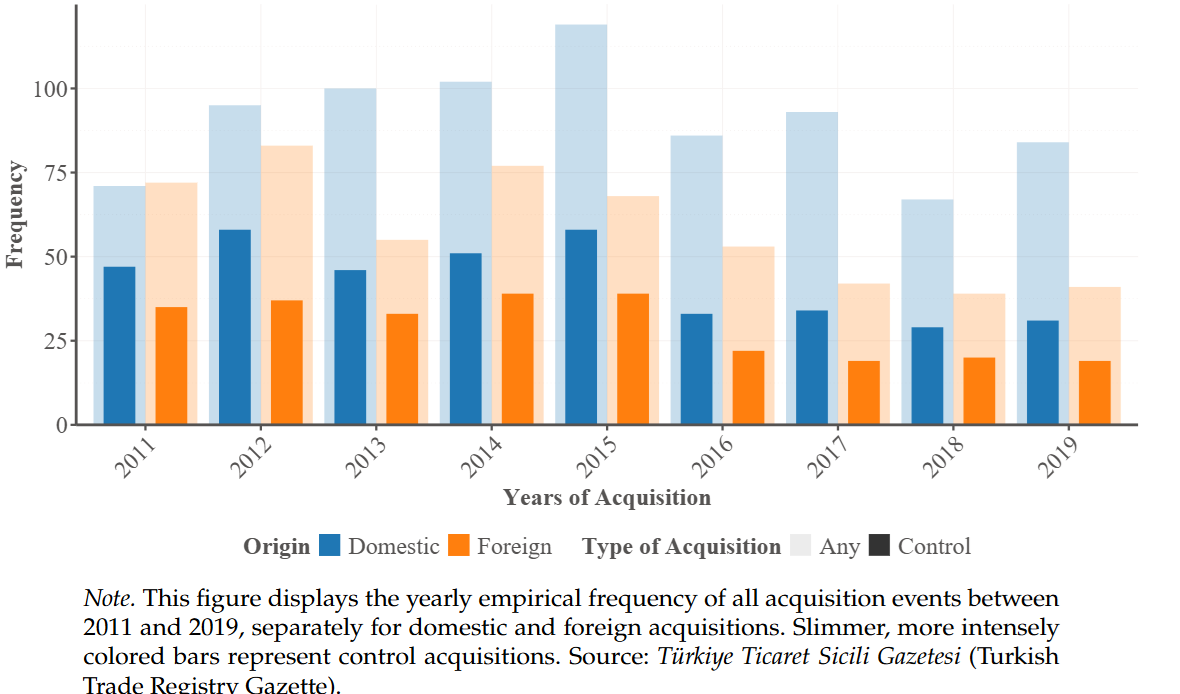 Frequency
100
75
50
25
0
2011 2012 2013 2014 2015 2016 2017 2018 2019
Years of Acquisition
Origin Domestic Foreign Type of Acquisition Any Control
Note. This figure displays the yearly empirical frequency of all acquisition events between
2011 and 2019, separately for domestic and foreign acquisitions. Slimmer, more intensely
colored bars represent control acquisitions. Source: Türkiye Ticaret Sicili Gazetesi (Turkish
Trade Registry Gazette).